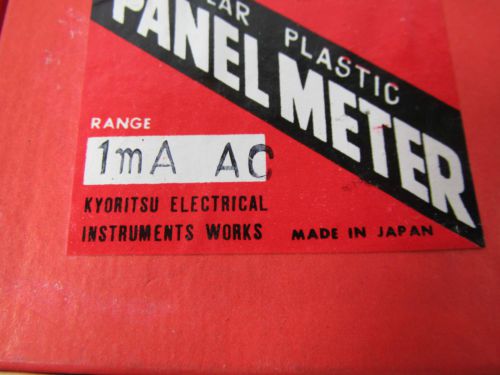 PLASTIC
PANEL METER
RANGE
1mA AC
KYORITSU ELECTRICAL
INSTRUMENTS WORKS
MADE IN JAPAN